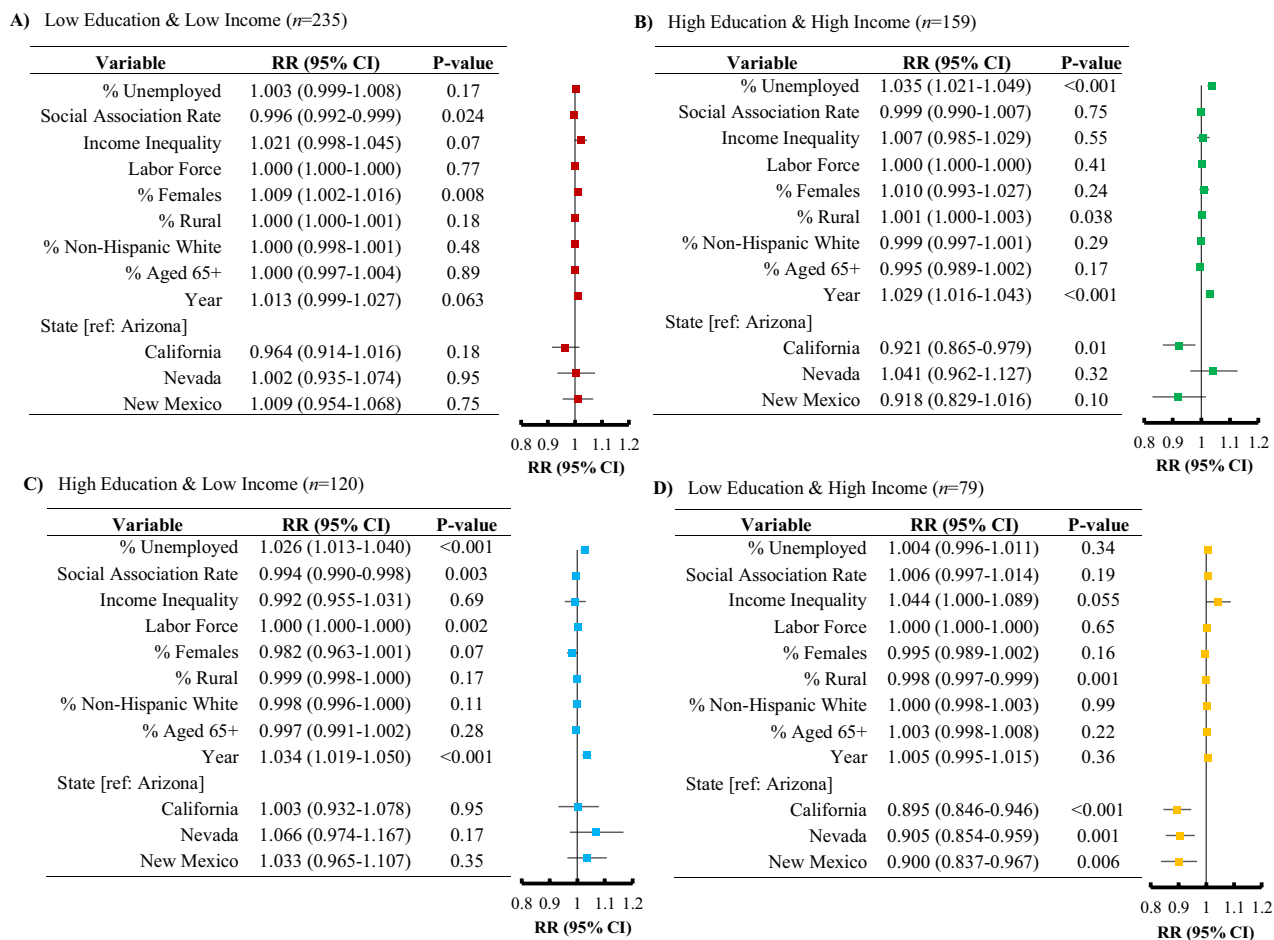 A) Low Education & Low Income (n=235)
Variable RR (95% CI) P-value
% Unemployed 1.003 (0.999-1.008) 0.17
Social Association Rate 0.996 (0.992-0.999) 0.024
Income Inequality 1.021 (0.998-1.045) 0.07
Labor Force 1.000 (1.000-1.000) 0.77
% Females 1.009 (1.002-1.016) 0.008
% Rural 1.000 (1.000-1.001) 0.18
% Non-Hispanic White 1.000 (0.998-1.001) 0.48
% Aged 65+ 1.000 (0.997-1.004) 0.89
Year 1.013 (0.999-1.027) 0.063
State [ref: Arizona]
California 0.964 (0.914-1.016) 0.18
Nevada 1.002 (0.935-1.074) 0.95
New Mexico 1.009 (0.954-1.068) 0.75
0.8 0.9 1 1.1 1.2
RR (95% CI)
B) High Education & High Income (n=159)
Variable RR (95% CI) P-value
% Unemployed 1.035 (1.021-1.049) <0.001
Social Association Rate 0.999 (0.990-1.007) 0.75
Income Inequality 1.007 (0.985-1.029) 0.55
Labor Force 1.000 (1.000-1.000) 0.41
% Females 1.010 (0.993-1.027) 0.24
% Rural 1.001 (1.000-1.003) 0.038
% Non-Hispanic White 0.999 (0.997-1.001) 0.29
% Aged 65+ 0.995 (0.989-1.002) 0.17
Year 1.029 (1.016-1.043) <0.001
State [ref: Arizona]
California 0.921 (0.865-0.979) 0.01
Nevada 1.041 (0.962-1.127) 0.32
New Mexico 0.918 (0.829-1.016) 0.10
0.8 0.9 1 1.1 1.2
RR (95% CI)
C) High Education & Low Income (n=120)
Variable RR (95% CI) P-value
% Unemployed 1.026 (1.013-1.040) <0.001
Social Association Rate 0.994 (0.990-0.998) 0.003
Income Inequality 0.992 (0.955-1.031) 0.69
Labor Force 1.000 (1.000-1.000) 0.002
% Females 0.982 (0.963-1.001) 0.07
% Rural 0.999 (0.998-1.000) 0.17
% Non-Hispanic White 0.998 (0.996-1.000) 0.11
% Aged 65+ 0.997 (0.991-1.002) 0.28
Year 1.034 (1.019-1.050) <0.001
State [ref: Arizona]
California 1.003 (0.932-1.078) 0.95
Nevada 1.066 (0.974-1.167) 0.17
New Mexico 1.033 (0.965-1.107) 0.35
0.8 0.9 1 1.1 1.2
RR (95% CI)
D) Low Education & High Income (n=79)
Variable RR (95% CI) P-value
% Unemployed 1.004 (0.996-1.011) 0.34
Social Association Rate 1.006 (0.997-1.014) 0.19
Income Inequality 1.044 (1.000-1.089) 0.055
Labor Force 1.000 (1.000-1.000) 0.65
% Females 0.995 (0.989-1.002) 0.16
% Rural 0.998 (0.997-0.999) 0.001
% Non-Hispanic White 1.000 (0.998-1.003) 0.99
% Aged 65+ 1.003 (0.998-1.008) 0.22
Year 1.005 (0.995-1.015) 0.36
State [ref: Arizona]
California 0.895 (0.846-0.946) <0.001
Nevada 0.905 (0.854-0.959) 0.001
New Mexico 0.900 (0.837-0.967) 0.006
0.8 0.9 1 1.1 1.2
RR (95% CI)